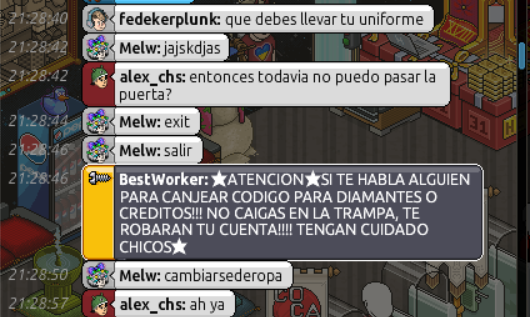 21:28:40 fedekerplunk: que debes llevar tu uniforme
21:28:42 Melw: jajskdjas
21:28:42 alex_chs: entonces todavia no puedo pasar la
puerta?
21:28:44 Melw: exit
21:28:46 Melw: salir
21:28:46 BestWorker: ★ATENCION★SI TE HABLA ALGUIEN
PARA CANJEAR CODIGO PARA DIAMANTES O
CREDITOS!!! NO CAIGAS EN LA TRAMPA, TE
ROBARAN TU CUENTA!!!! TENGAN CUIDADO
CHICOS★
21:28:50 Melw: cambiarsederopa
21:28:57 alex_chs: ah ya
31 H
COCA